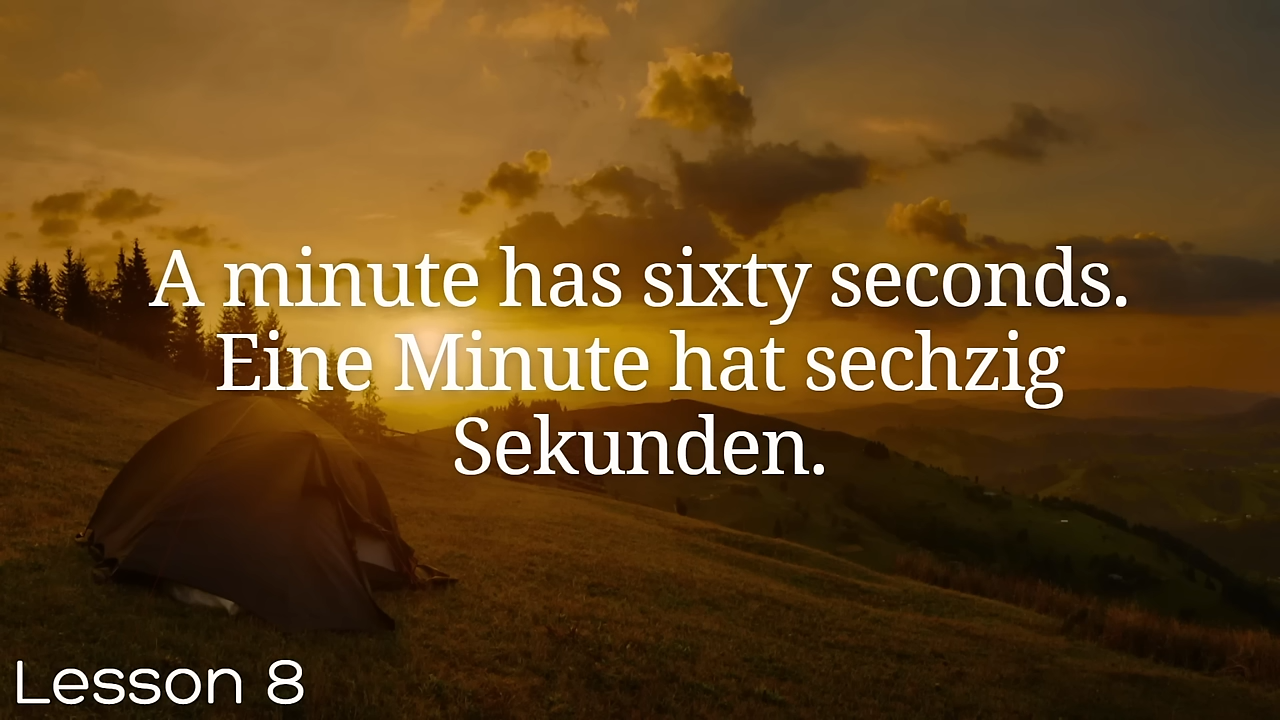 A minute has sixty seconds.
Eine Minute hat sechzig
Sekunden.
Lesson 8